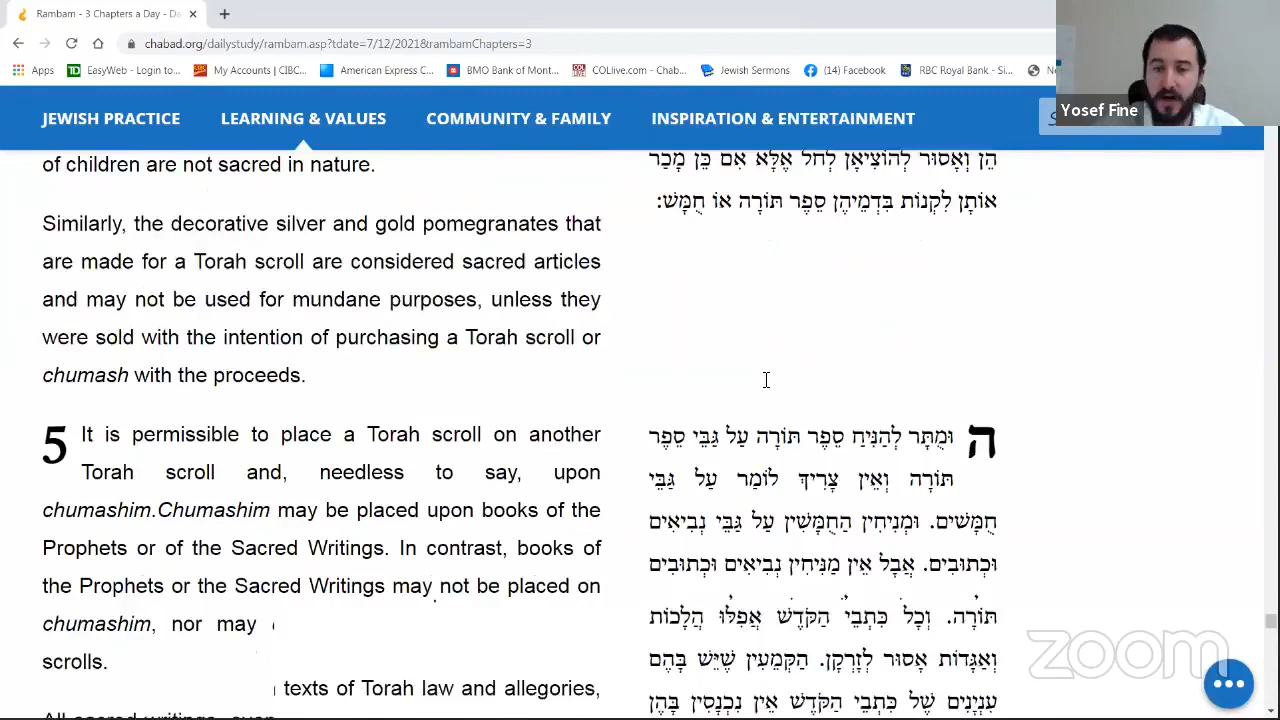 Rambam - 3 Chapters a Day - Da
chabad.org/dailystudy/rambam.asp?tdate=7/12/2021&rambamChapters=3
Apps EasyWeb - Login to... My Accounts | CIBC... American Express C... BMO Bank of Mont... COLlive.com - Chab... Jewish Sermons (14) Facebook RBC Royal Bank - Si...
Yosef Fine
JEWISH PRACTICE LEARNING & VALUES COMMUNITY & FAMILY INSPIRATION & ENTERTAINMENT
of children are not sacred in nature.
Similarly, the decorative silver and gold pomegranates that
are made for a Torah scroll are considered sacred articles
and may not be used for mundane purposes, unless they
were sold with the intention of purchasing a Torah scroll or
chumash with the proceeds.
5 It is permissible to place a Torah scroll on another
Torah scroll and, needless to say, upon
chumashim.Chumashim may be placed upon books of the
Prophets or of the Sacred Writings. In contrast, books of
the Prophets or the Sacred Writings may not be placed on
chumashim, nor may
scrolls.
texts of Torah law and allegories,
All sacred writings, even
הֵן וְאָסוּר לְהוֹצִיאָן לְחֹל אֶלָּא אִם כֵּן מָכַר
אוֹתָן לִקְנוֹת בִּדְמֵיהֶן סֵפֶר תּוֹרָה אוֹ חֻמָּשׁ:
ה וּמֻתָּר לְהַנִּיחַ סֵפֶר תּוֹרָה עַל גַּבֵּי סֵפֶר
תּוֹרָה וְאֵין צָרִיךְ לוֹמַר עַל גַּבֵּי
חֻמָּשִׁים. וּמְנִיחִין הַחֻמָּשִׁין עַל גַּבֵּי נְבִיאִים
וּכְתוּבִים. אֲבָל אֵין מַנִּיחִין נְבִיאִים וּכְתוּבִים
תּוֹרָה. וְכָל כִּתְבֵי הַקֹּדֶשׁ אֲפִלּוּ הֲלָכוֹת
וְאַגָּדוֹת אָסוּר לְזָרְקָן. הַקְּמֵעִין שֶׁיֵּשׁ בָּהֶם
עִנְיָנִים שֶׁל כִּתְבֵי הַקֹּדֶשׁ אֵין נִכְנָסִין בָּהֶן
zoom